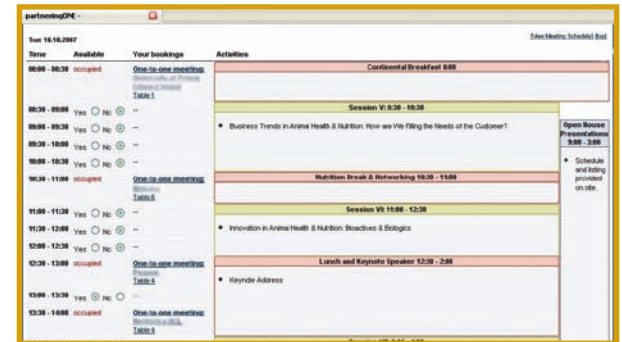 partneringONE -
Tue 16.10.2007
[View Meeting Schedule] [top]
Time Available Your bookings Activities
08:00 - 08:30 occupied One-to-one meeting: Continental Breakfast 8:00
Table 1
08:30 - 09:00 Yes No -- Session V: 8:30 - 10:30
09:00 - 09:30 Yes No -- • Business Trends in Animal Health & Nutrition: How are We Filling the Needs of the Customer? Open House
Presentations
09:30 - 10:00 Yes No -- 9:00 - 3:00
10:00 - 10:30 Yes No -- • Schedule
and listing
provided
on site.
10:30 - 11:00 occupied One-to-one meeting: Nutrition Break & Networking 10:30 - 11:00
Table 6
11:00 - 11:30 Yes No -- Session VI: 11:00 - 12:30
11:30 - 12:00 Yes No -- • Innovation in Animal Health & Nutrition: Bioactives & Biologics
12:00 - 12:30 Yes No --
12:30 - 13:00 occupied One-to-one meeting: Lunch and Keynote Speaker 12:30 - 2:00
Table 4 • Keynote Address
13:00 - 13:30 Yes No --
13:30 - 14:00 occupied One-to-one meeting:
Table 4